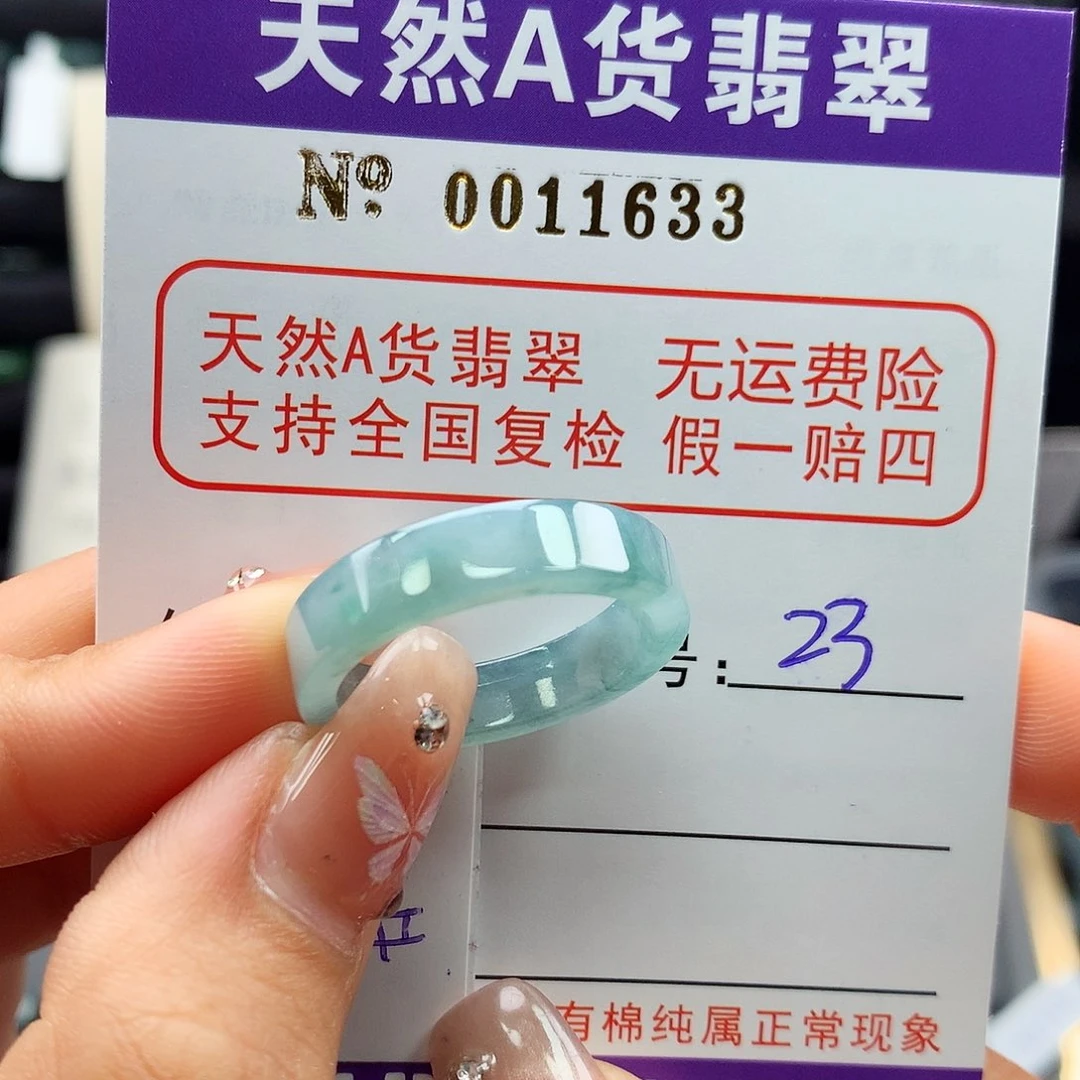 天然A货翡翠
Nº 0011633
天然A货翡翠 无运费险
支持全国复检 假一赔四
号: 23
有棉纯属正常现象